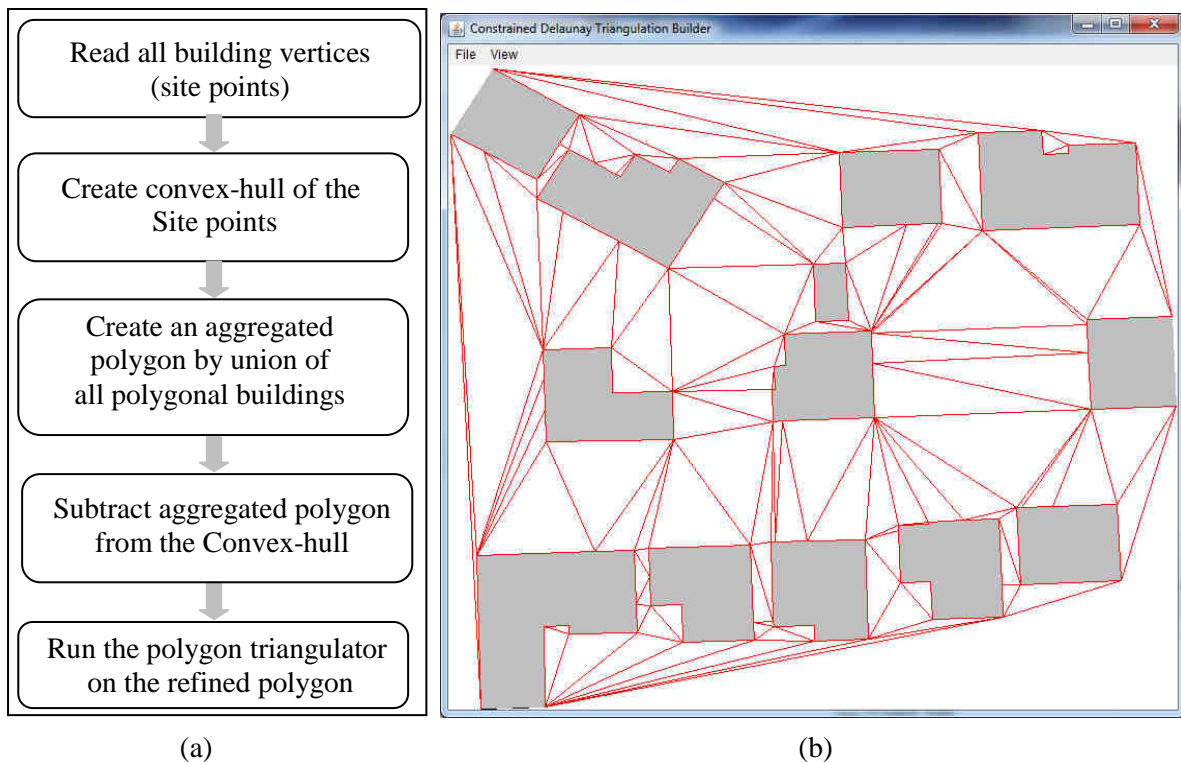 Read all building vertices
(site points)
Create convex-hull of the
Site points
Create an aggregated
polygon by union of
all polygonal buildings
Subtract aggregated polygon
from the Convex-hull
Run the polygon triangulator
on the refined polygon
(a)
Constrained Delaunay Triangulation Builder
File View
(b)